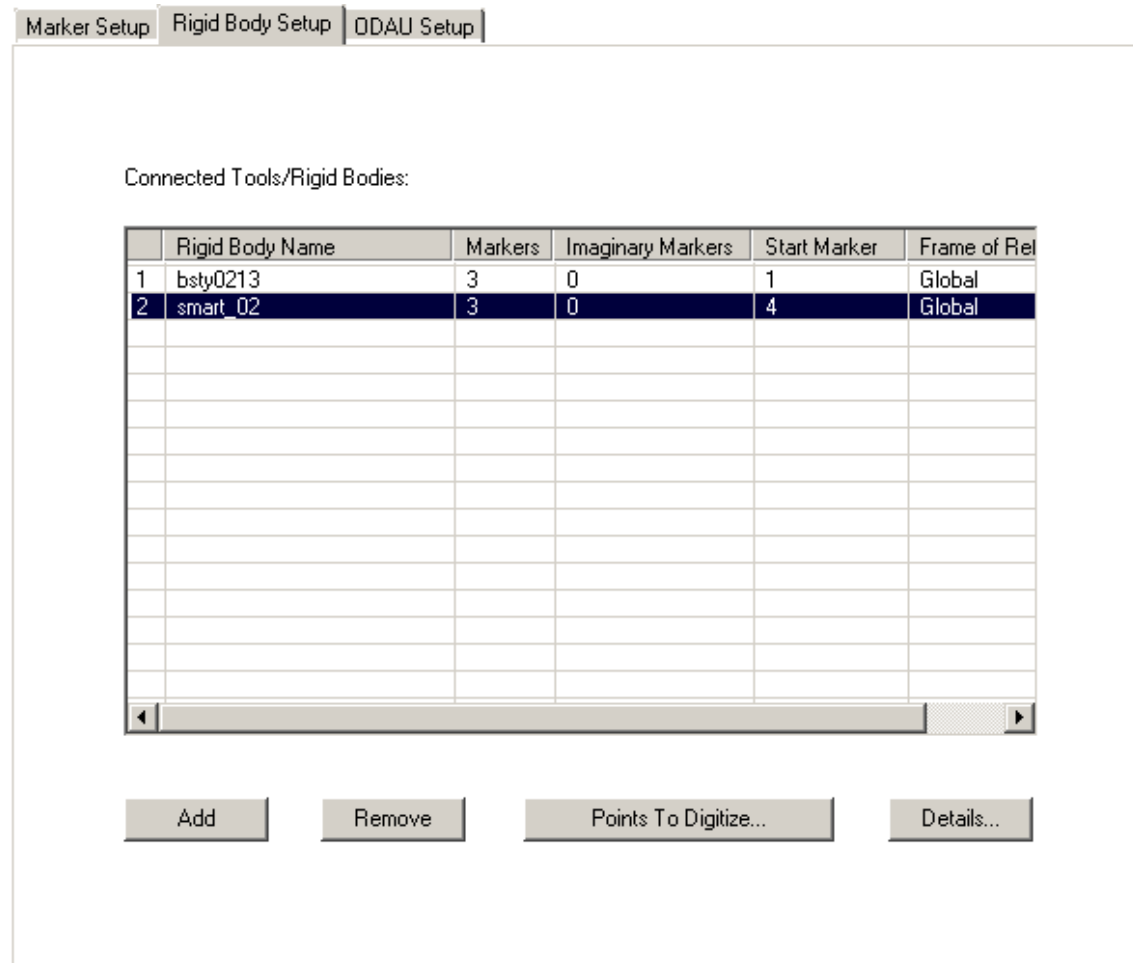 Marker Setup Rigid Body Setup ODAU Setup
Connected Tools/Rigid Bodies:
Rigid Body Name Markers Imaginary Markers Start Marker Frame of Ref
1 bsty0213 3 0 1 Global
2 smart_02 3 0 4 Global
Add Remove Points To Digitize... Details...